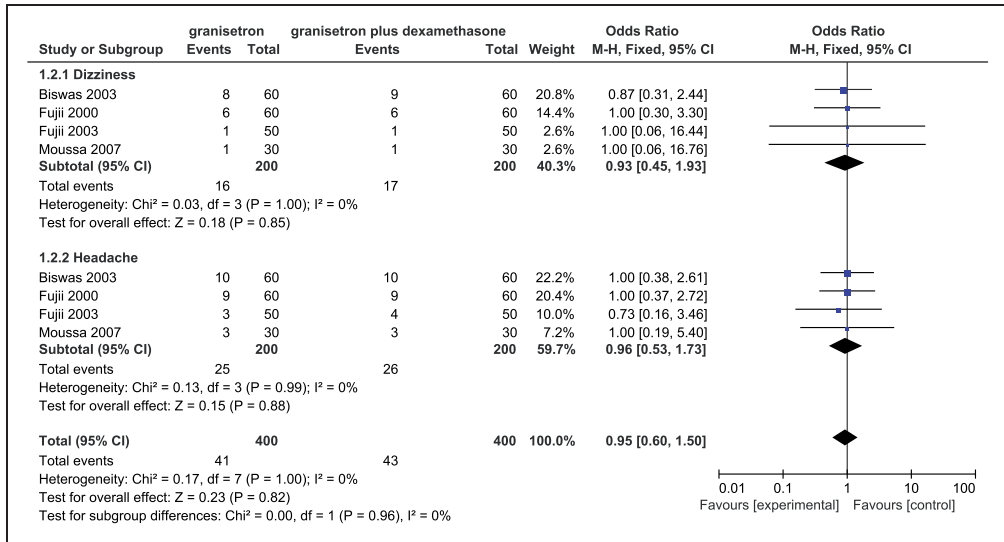 granisetron granisetron plus dexamethasone Odds Ratio Odds Ratio
Study or Subgroup Events Total Events Total Weight M-H, Fixed, 95% CI M-H, Fixed, 95% CI
1.2.1 Dizziness
Biswas 2003 8 60 9 60 20.8% 0.87 [0.31, 2.44]
Fujii 2000 6 60 6 60 14.4% 1.00 [0.30, 3.30]
Fujii 2003 1 50 1 50 2.6% 1.00 [0.06, 16.44]
Moussa 2007 1 30 1 30 2.6% 1.00 [0.06, 16.76]
Subtotal (95% CI) 200 200 40.3% 0.93 [0.45, 1.93]
Total events 16 17
Heterogeneity: Chi² = 0.03, df = 3 (P = 1.00); I² = 0%
Test for overall effect: Z = 0.18 (P = 0.85)
1.2.2 Headache
Biswas 2003 10 60 10 60 22.2% 1.00 [0.38, 2.61]
Fujii 2000 9 60 9 60 20.4% 1.00 [0.37, 2.72]
Fujii 2003 3 50 4 50 10.0% 0.73 [0.16, 3.46]
Moussa 2007 3 30 3 30 7.2% 1.00 [0.19, 5.40]
Subtotal (95% CI) 200 200 59.7% 0.96 [0.53, 1.73]
Total events 25 26
Heterogeneity: Chi² = 0.13, df = 3 (P = 0.99); I² = 0%
Test for overall effect: Z = 0.15 (P = 0.88)
Total (95% CI) 400 400 100.0% 0.95 [0.60, 1.50]
Total events 41 43
Heterogeneity: Chi² = 0.17, df = 7 (P = 1.00); I² = 0%
Test for overall effect: Z = 0.23 (P = 0.82)
Test for subgroup differences: Chi² = 0.00, df = 1 (P = 0.96), I² = 0%
0.01 0.1 1 10 100
Favours [experimental] Favours [control]